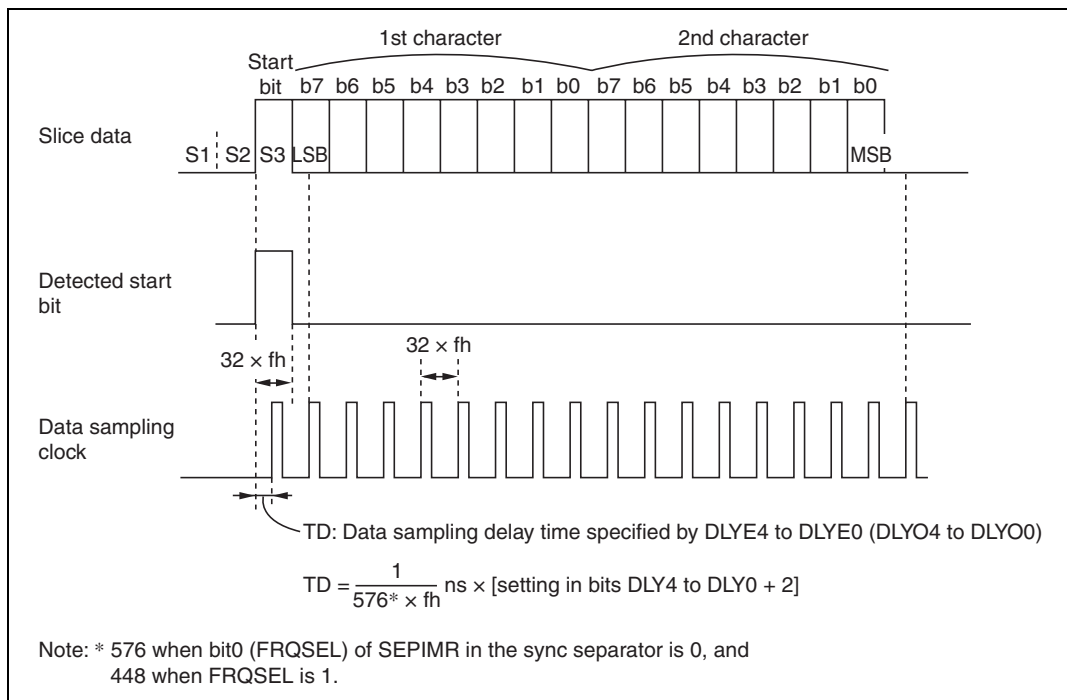 1st character 2nd character
Start
bit b7 b6 b5 b4 b3 b2 b1 b0 b7 b6 b5 b4 b3 b2 b1 b0
Slice data
S1 S2 S3 LSB MSB
Detected start
bit
32 × fh 32 × fh
Data sampling
clock
TD: Data sampling delay time specified by DLYE4 to DLYE0 (DLYO4 to DLYO0)
TD = 1 / 576* × fh ns × [setting in bits DLY4 to DLY0 + 2]
Note: * 576 when bit0 (FRQSEL) of SEPIMR in the sync separator is 0, and
448 when FRQSEL is 1.